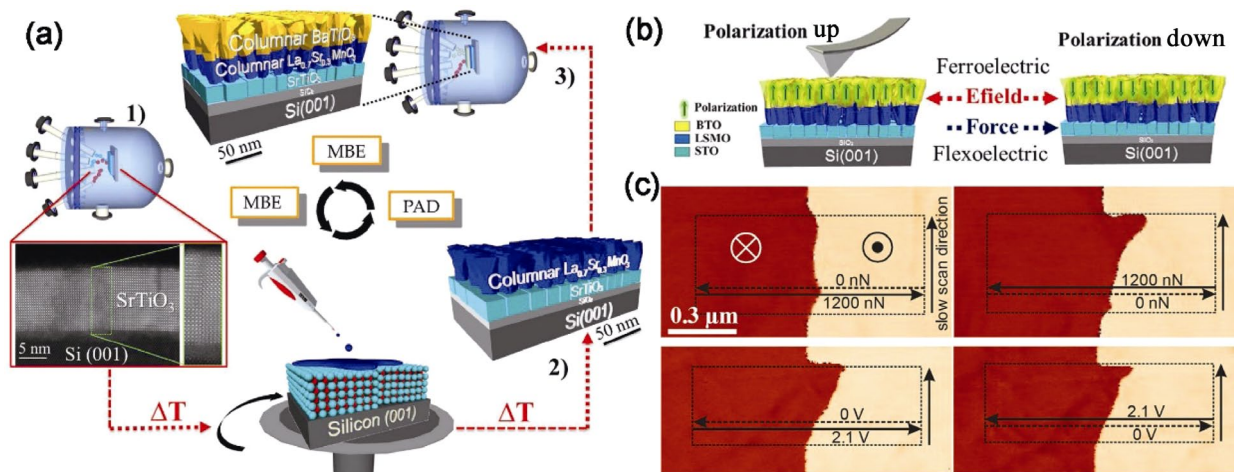 (a)
Columnar BaTiO₃
Columnar La₀.₇Sr₀.₃MnO₃
SrTiO₃
SiO₂
Si(001)
50 nm
3)
1)
MBE
MBE
PAD
SrTiO₃
5 nm
Si (001)
ΔT
Silicon (001)
ΔT
Columnar La₀.₇Sr₀.₃MnO₃
SrTiO₃
SiO₂
Si(001)
50 nm
2)
(b)
Polarization up
Polarization down
Ferroelectric
Efield
Force
Flexoelectric
Polarization
BTO
LSMO
STO
SiO₂
Si(001)
SiO₂
Si(001)
(c)
0 nN
1200 nN
0.3 μm
slow scan direction
1200 nN
0 nN
0 V
2.1 V
2.1 V
0 V